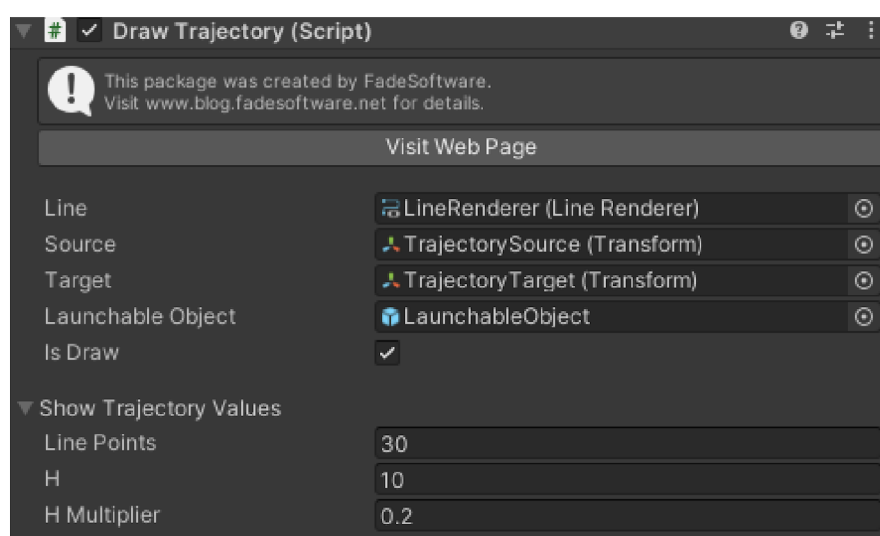 Draw Trajectory (Script)
This package was created by FadeSoftware.
Visit www.blog.fadesoftware.net for details.
Visit Web Page
Line LineRenderer (Line Renderer)
Source TrajectorySource (Transform)
Target TrajectoryTarget (Transform)
Launchable Object LaunchableObject
Is Draw
Show Trajectory Values
Line Points 30
H 10
H Multiplier 0.2